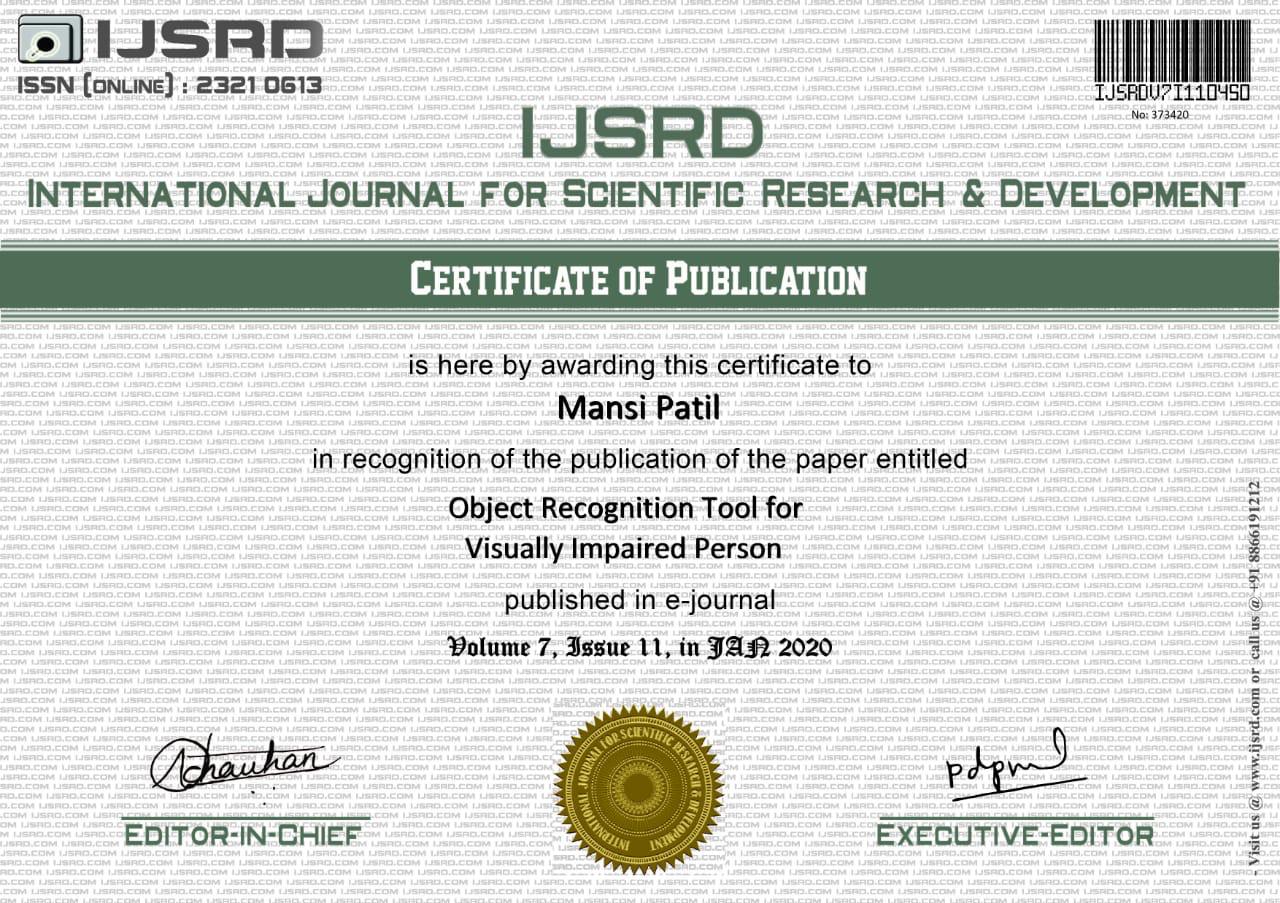 IJSRD
ISSN (ONLINE) : 2321 0613
IJSRDV7I110450
No: 373420
IJSRD
INTERNATIONAL JOURNAL FOR SCIENTIFIC RESEARCH & DEVELOPMENT
CERTIFICATE OF PUBLICATION
is here by awarding this certificate to
Mansi Patil
in recognition of the publication of the paper entitled
Object Recognition Tool for
Visually Impaired Person
published in e-journal
Volume 7, Issue 11, in JAN 2020
INTERNATIONAL JOURNAL FOR SCIENTIFIC RESEARCH & DEVELOPMENT
EDITOR-IN-CHIEF
EXECUTIVE-EDITOR
- Visit us @ www.ijsrd.com or call us @ +91 8866191212